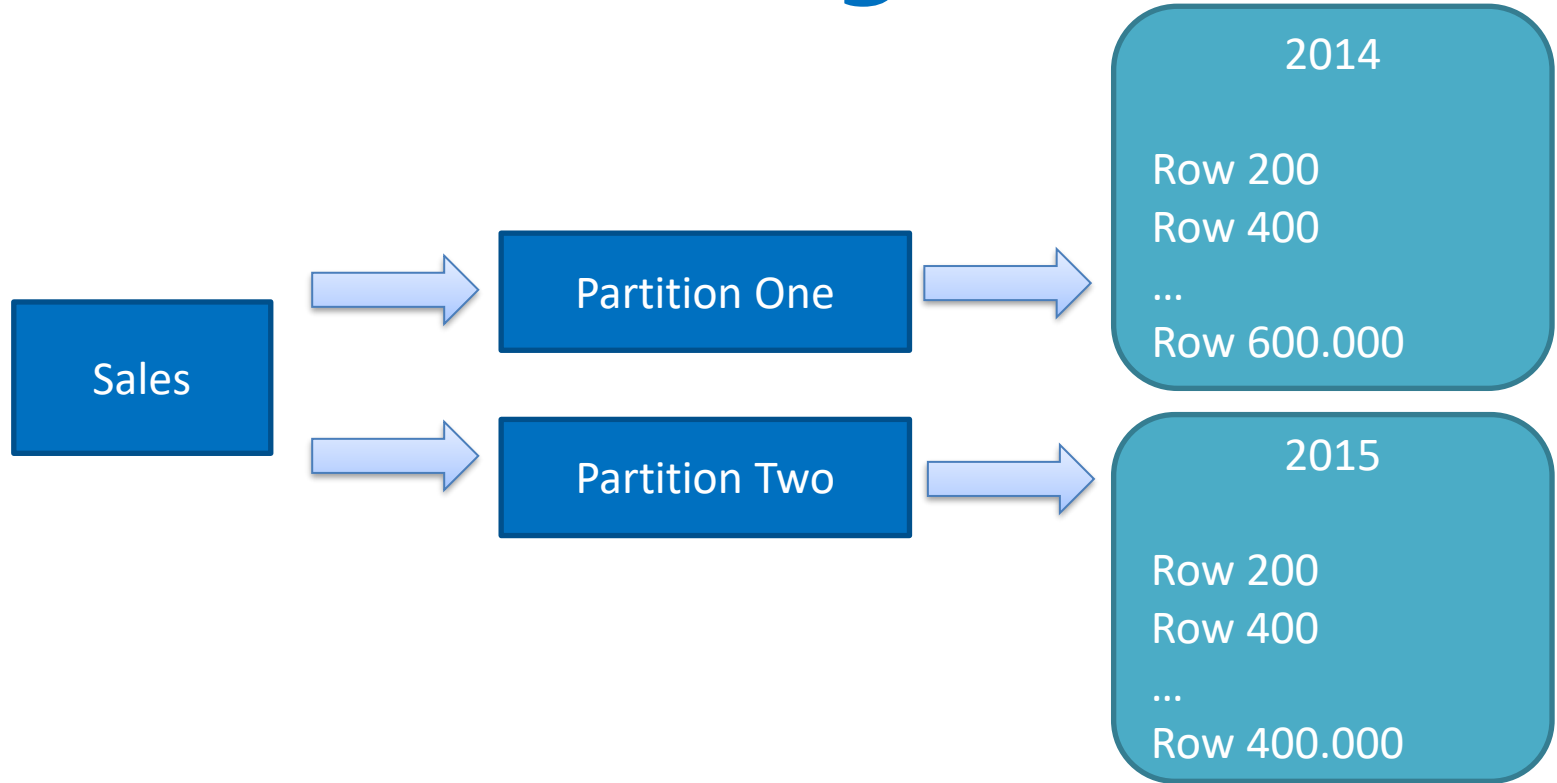 Sales
Partition One
Partition Two
2014
Row 200
Row 400
...
Row 600.000
2015
Row 200
Row 400
...
Row 400.000